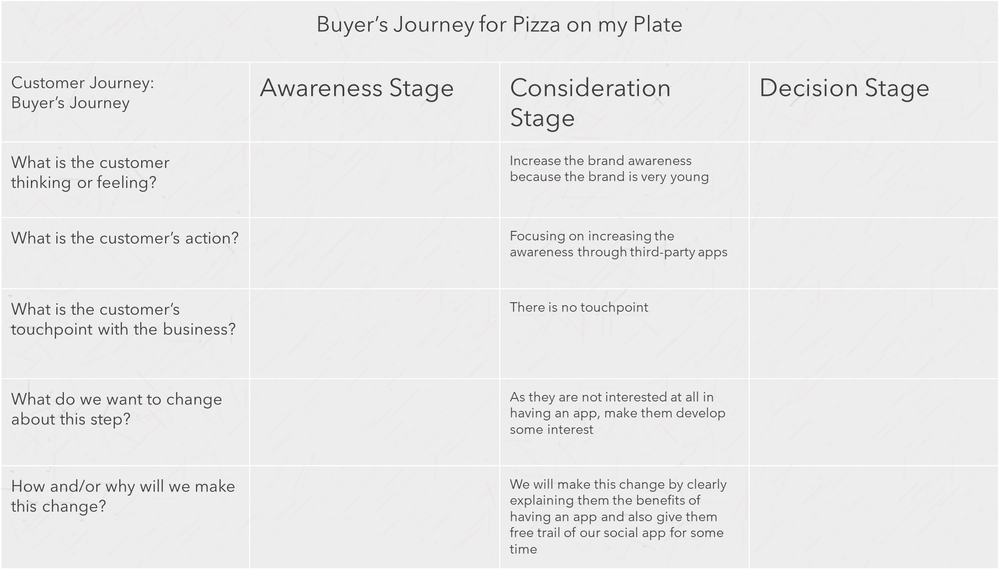 Buyer’s Journey for Pizza on my Plate
Customer Journey:
Buyer’s Journey
Awareness Stage
Consideration
Stage
Decision Stage
What is the customer
thinking or feeling?
Increase the brand awareness
because the brand is very young
What is the customer’s action?
Focusing on increasing the
awareness through third-party apps
What is the customer’s
touchpoint with the business?
There is no touchpoint
What do we want to change
about this step?
As they are not interested at all in
having an app, make them develop
some interest
How and/or why will we make
this change?
We will make this change by clearly
explaining them the benefits of
having an app and also give them
free trail of our social app for some
time